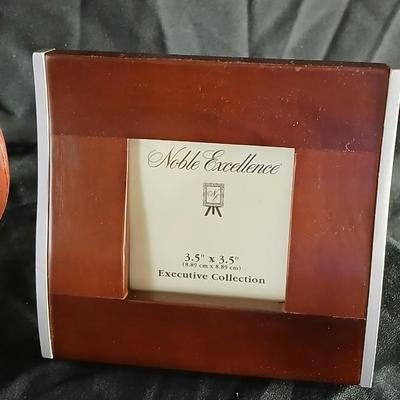 Noble Excellence®
N
3.5" x 3.5"
(8.89 cm x 8.89 cm)
Executive Collection